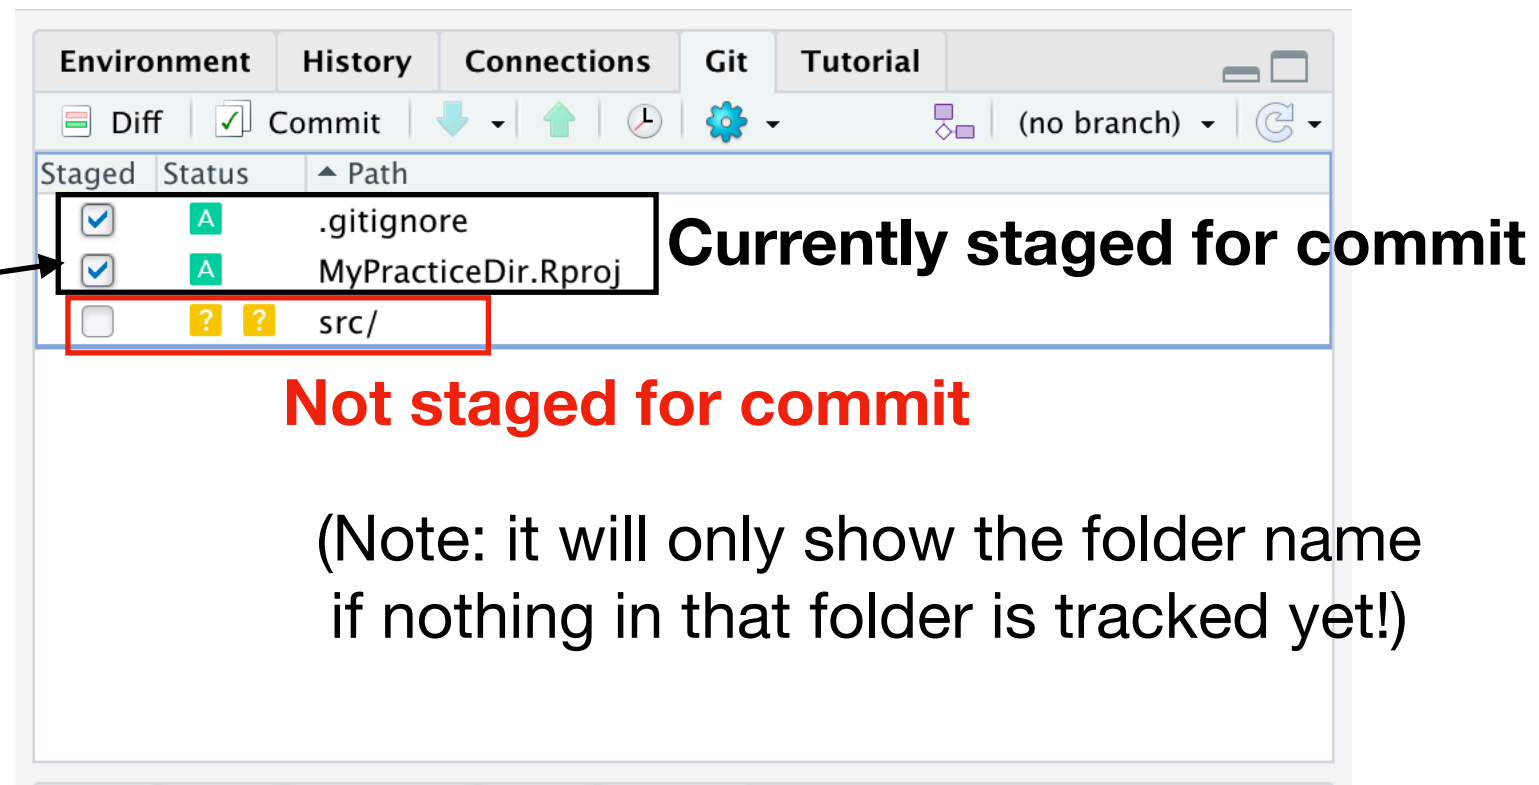 Environment History Connections Git Tutorial
Diff Commit (no branch)
Staged Status Path
A .gitignore
A MyPracticeDir.Rproj
? ? src/
Currently staged for commit
Not staged for commit
(Note: it will only show the folder name
if nothing in that folder is tracked yet!)